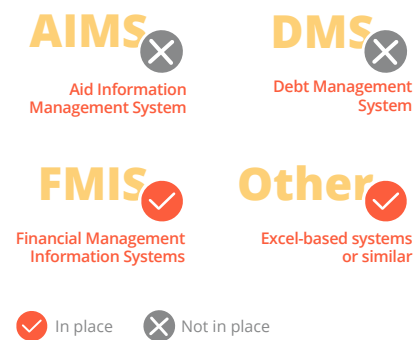 AIMS
Aid Information
Management System
DMS
Debt Management
System
FMIS
Financial Management
Information Systems
Other
Excel-based systems
or similar
In place
Not in place